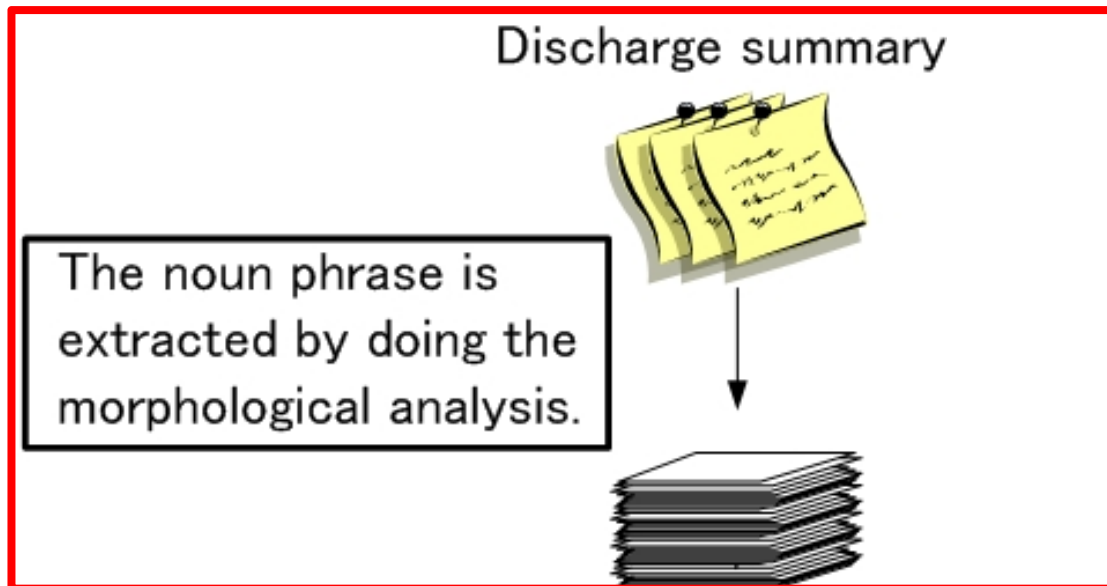 Discharge summary
The noun phrase is
extracted by doing the
morphological analysis.